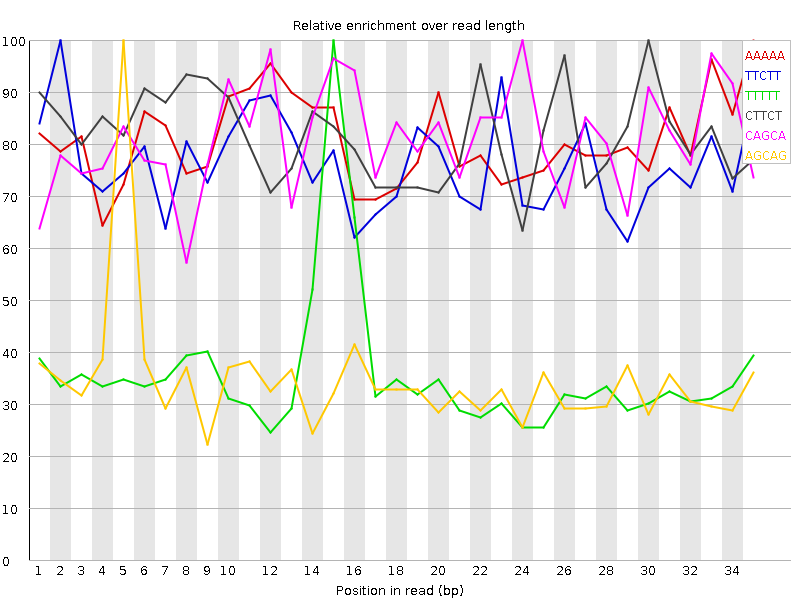 Relative enrichment over read length
100
90
80
70
60
50
40
30
20
10
0
AAAAA
TTCTT
TTTTT
CTTCT
CAGCA
AGCAG
1 2 3 4 5 6 7 8 9 10 12 14 16 18 20 22 24 26 28 30 32 34
Position in read (bp)